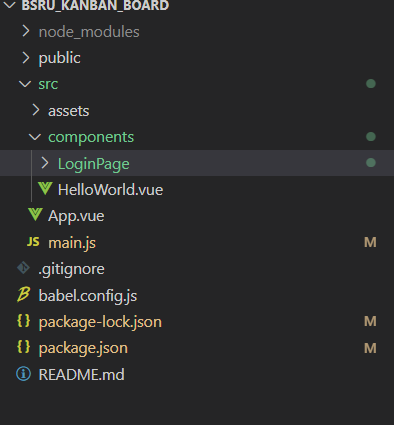 BSRU_KANBAN_BOARD
node_modules
public
src
assets
components
LoginPage
HelloWorld.vue
App.vue
JS main.js M
.gitignore
babel.config.js
{ } package-lock.json M
{ } package.json M
README.md